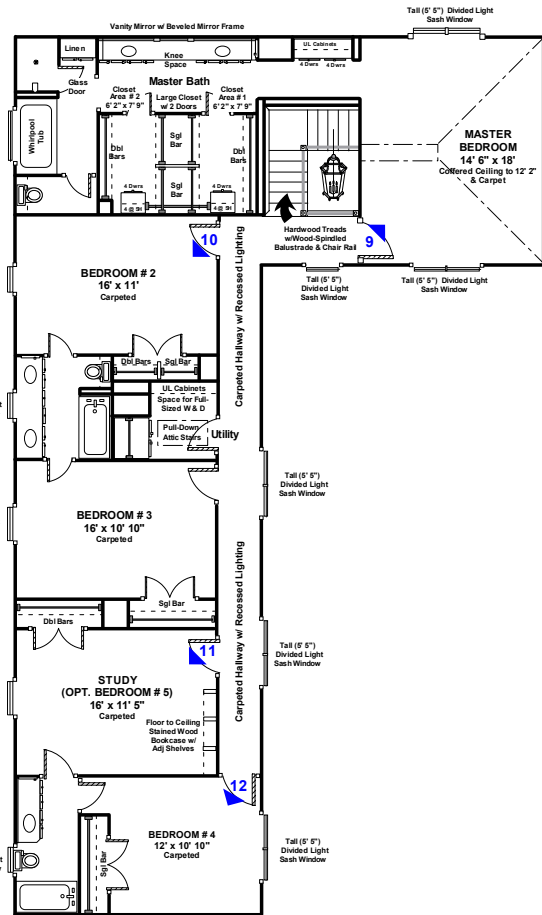 Tall (5' 5") Divided Light
Sash Window
Vanity Mirror w/ Beveled Mirror Frame
Linen
Knee
Space
UL Cabinets
4 Dwrs 4 Dwrs
Glass
Door
Master Bath
Closet
Area # 2
6' 2" x 7' 9"
Large Closet
w/ 2 Doors
Closet
Area # 1
6' 2" x 7' 9"
Whirlpool
Tub
Dbl
Bars
Sgl
Bar
Sgl
Bar
Dbl
Bars
4 Dwrs
4 @ SH
4 Dwrs
4 @ SH
MASTER
BEDROOM
14' 6" x 18'
Coffered Ceiling to 12' 2"
& Carpet
Hardwood Treads
w/Wood-Spindled
Balustrade & Chair Rail
9
10
Tall (5' 5")
Divided Light
Sash Window
Tall (5' 5") Divided Light
Sash Window
BEDROOM # 2
16' x 11'
Carpeted
Carpeted Hallway w/ Recessed Lighting
Dbl Bars
Sgl Bar
UL Cabinets
Space for Full-
Sized W & D
Pull-Down
Attic Stairs
Utility
Tall (5' 5")
Divided Light
Sash Window
BEDROOM # 3
16' x 10' 10"
Carpeted
Sgl Bar
Dbl Bars
Carpeted Hallway w/ Recessed Lighting
11
Tall (5' 5")
Divided Light
Sash Window
STUDY
(OPT. BEDROOM # 5)
16' x 11' 5"
Carpeted
Floor to Ceiling
Stained Wood
Bookcase w/
Adj Shelves
12
BEDROOM # 4
12' x 10' 10"
Carpeted
Sgl Bar
Tall (5' 5")
Divided Light
Sash Window